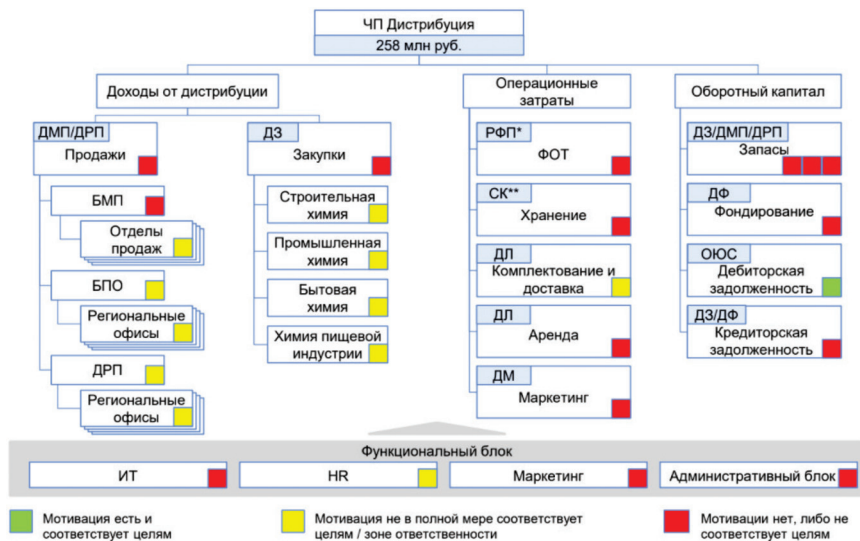 ЧП Дистрибуция
258 млн руб.
Доходы от дистрибуции
Операционные
затраты
Оборотный капитал
ДМП/ДРП
Продажи
БМП
Отделы
продаж
БПО
Региональные
офисы
ДРП
Региональные
офисы
ДЗ
Закупки
Строительная
химия
Промышленная
химия
Бытовая
химия
Химия пищевой
индустрии
РФП*
ФОТ
СК**
Хранение
ДЛ
Комплектование и
доставка
ДЛ
Аренда
ДМ
Маркетинг
ДЗ/ДМП/ДРП
Запасы
ДФ
Фондирование
ОЮС
Дебиторская
задолженность
ДЗ/ДФ
Кредиторская
задолженность
Функциональный блок
ИТ
HR
Маркетинг
Административный блок
Мотивация есть и
соответствует целям
Мотивация не в полной мере соответствует
целям / зоне ответственности
Мотивации нет, либо не
соответствует целям